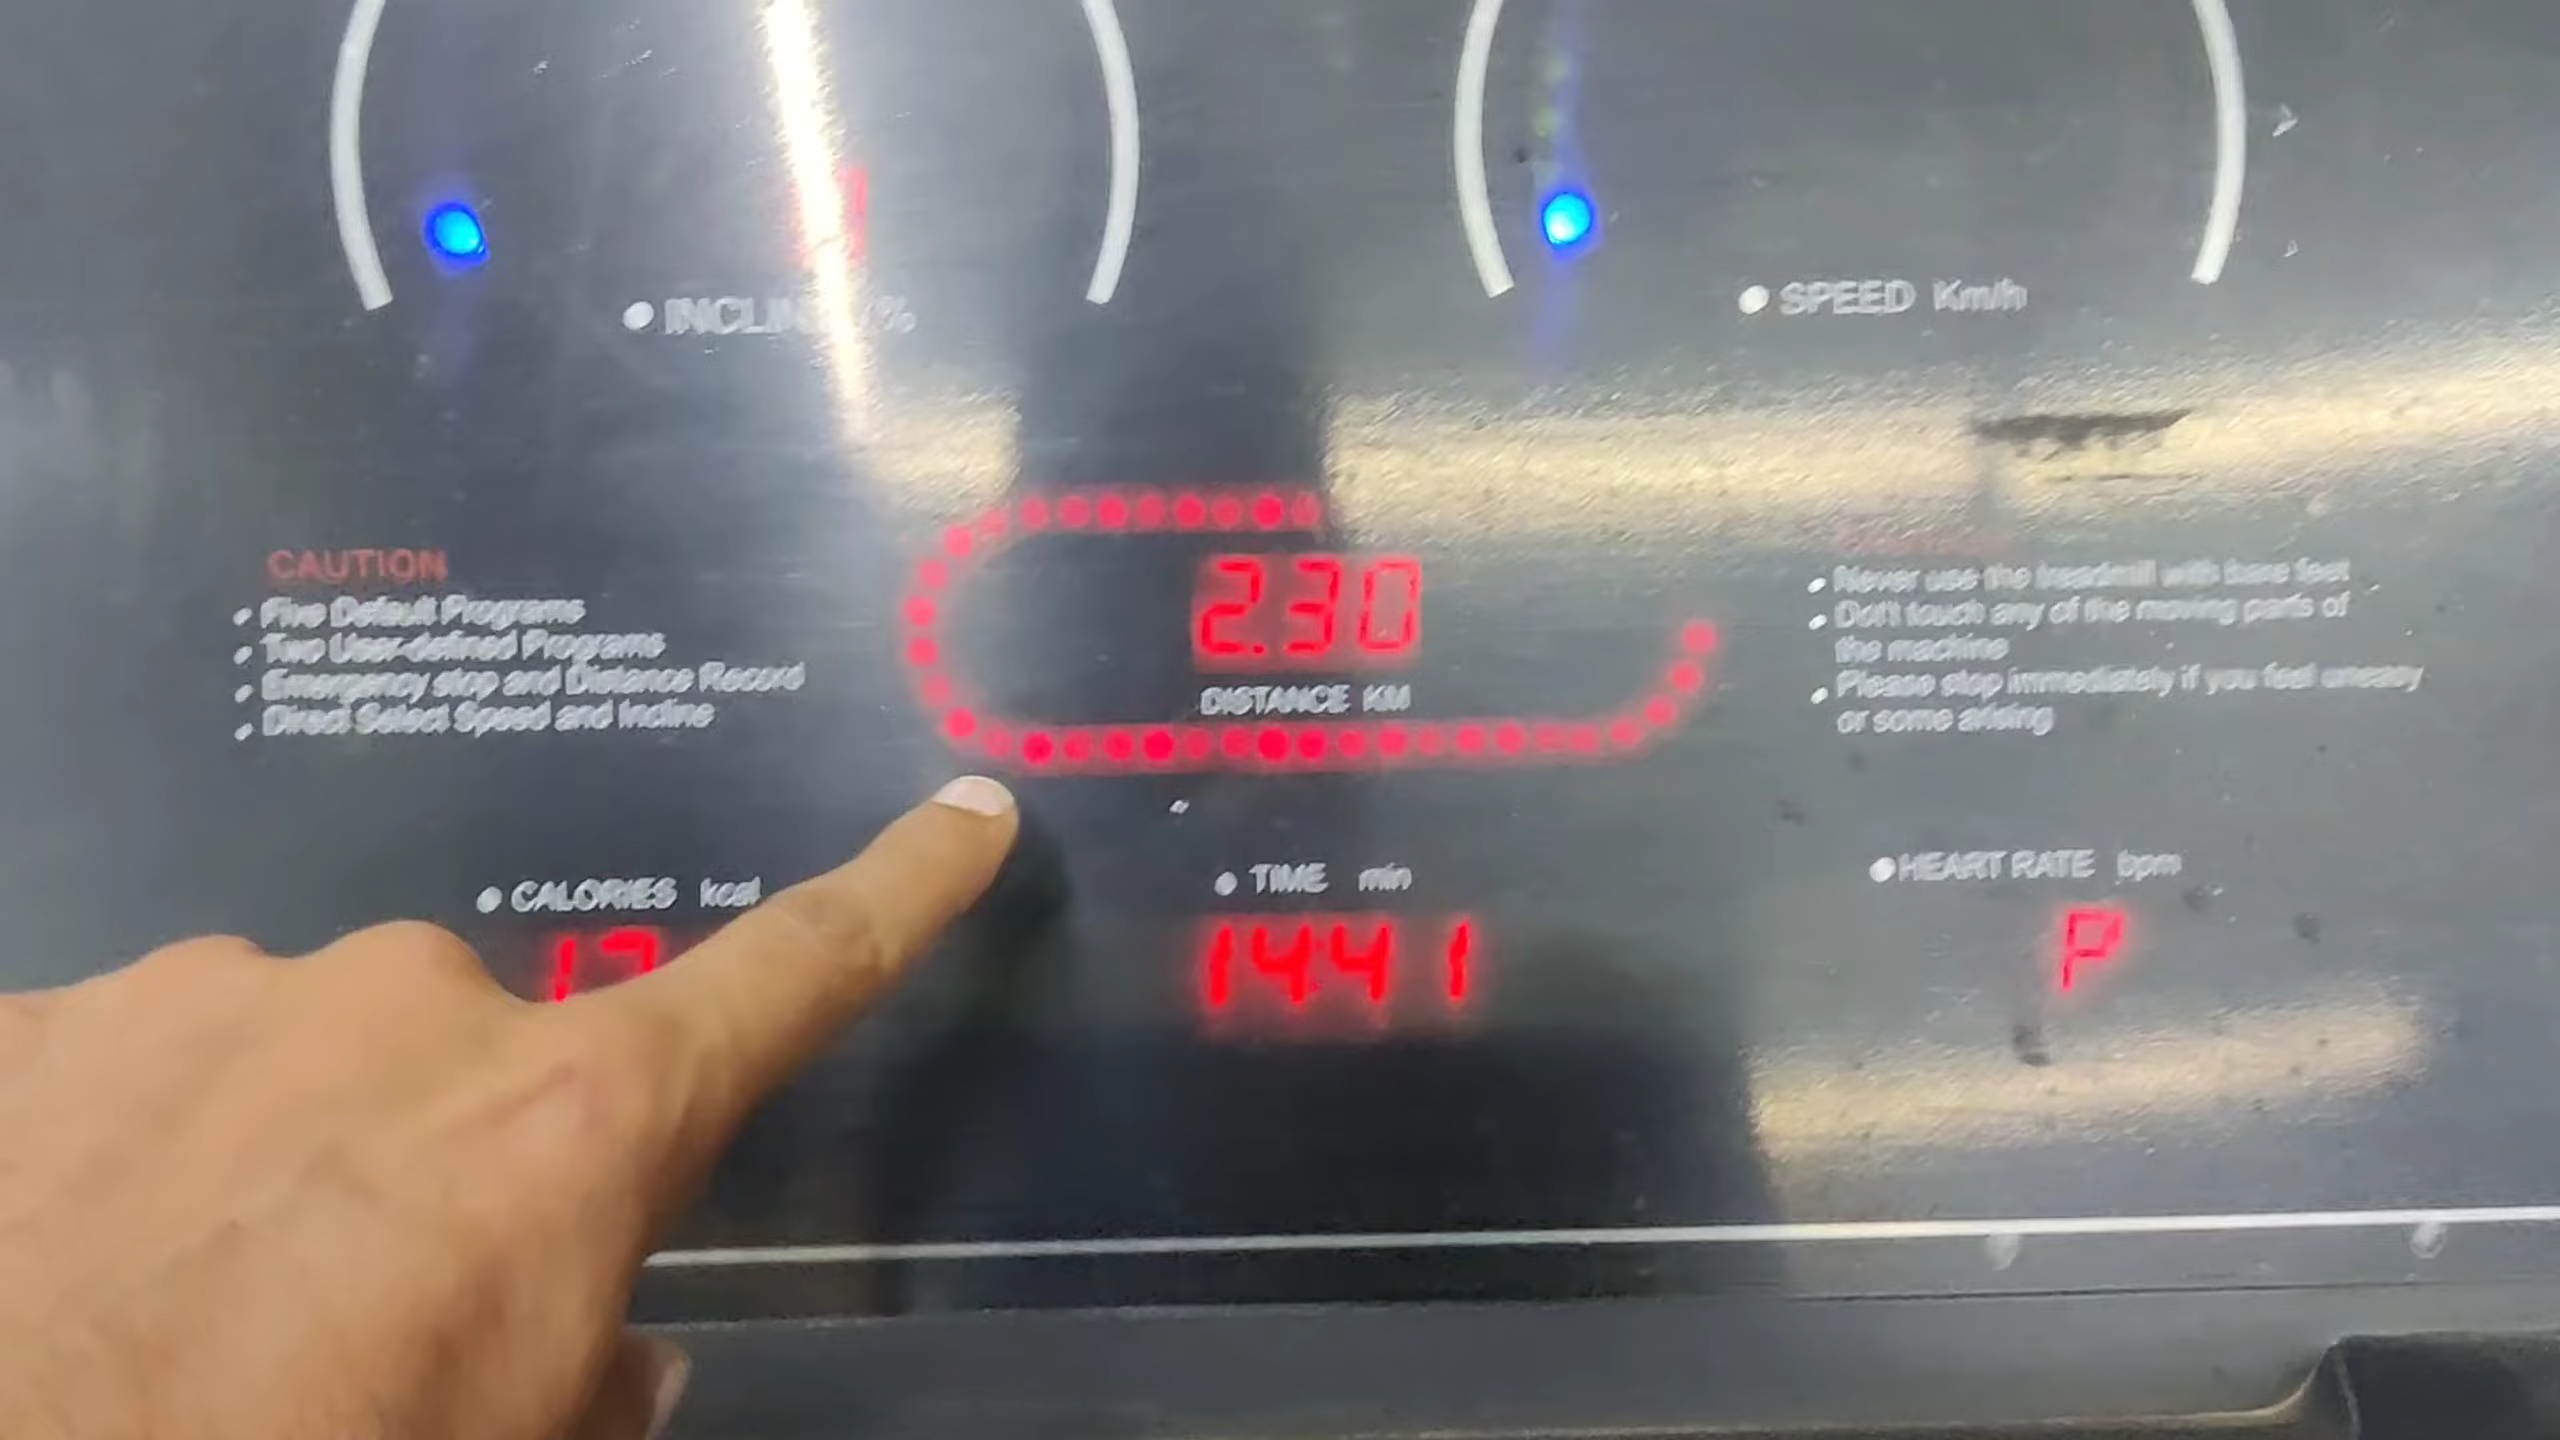 INCLINE %
SPEED Km/h
2.30
DISTANCE KM
CAUTION
Five Default Programs
Two User-defined Programs
Emergency stop and Distance Record
Direct Select Speed and Incline
Never use the treadmill with bare feet
Don't touch any of the moving parts of
the machine
Please stop immediately if you feel uneasy
or some arising
CALORIES kcal
17
TIME min
14:41
HEART RATE bpm
P